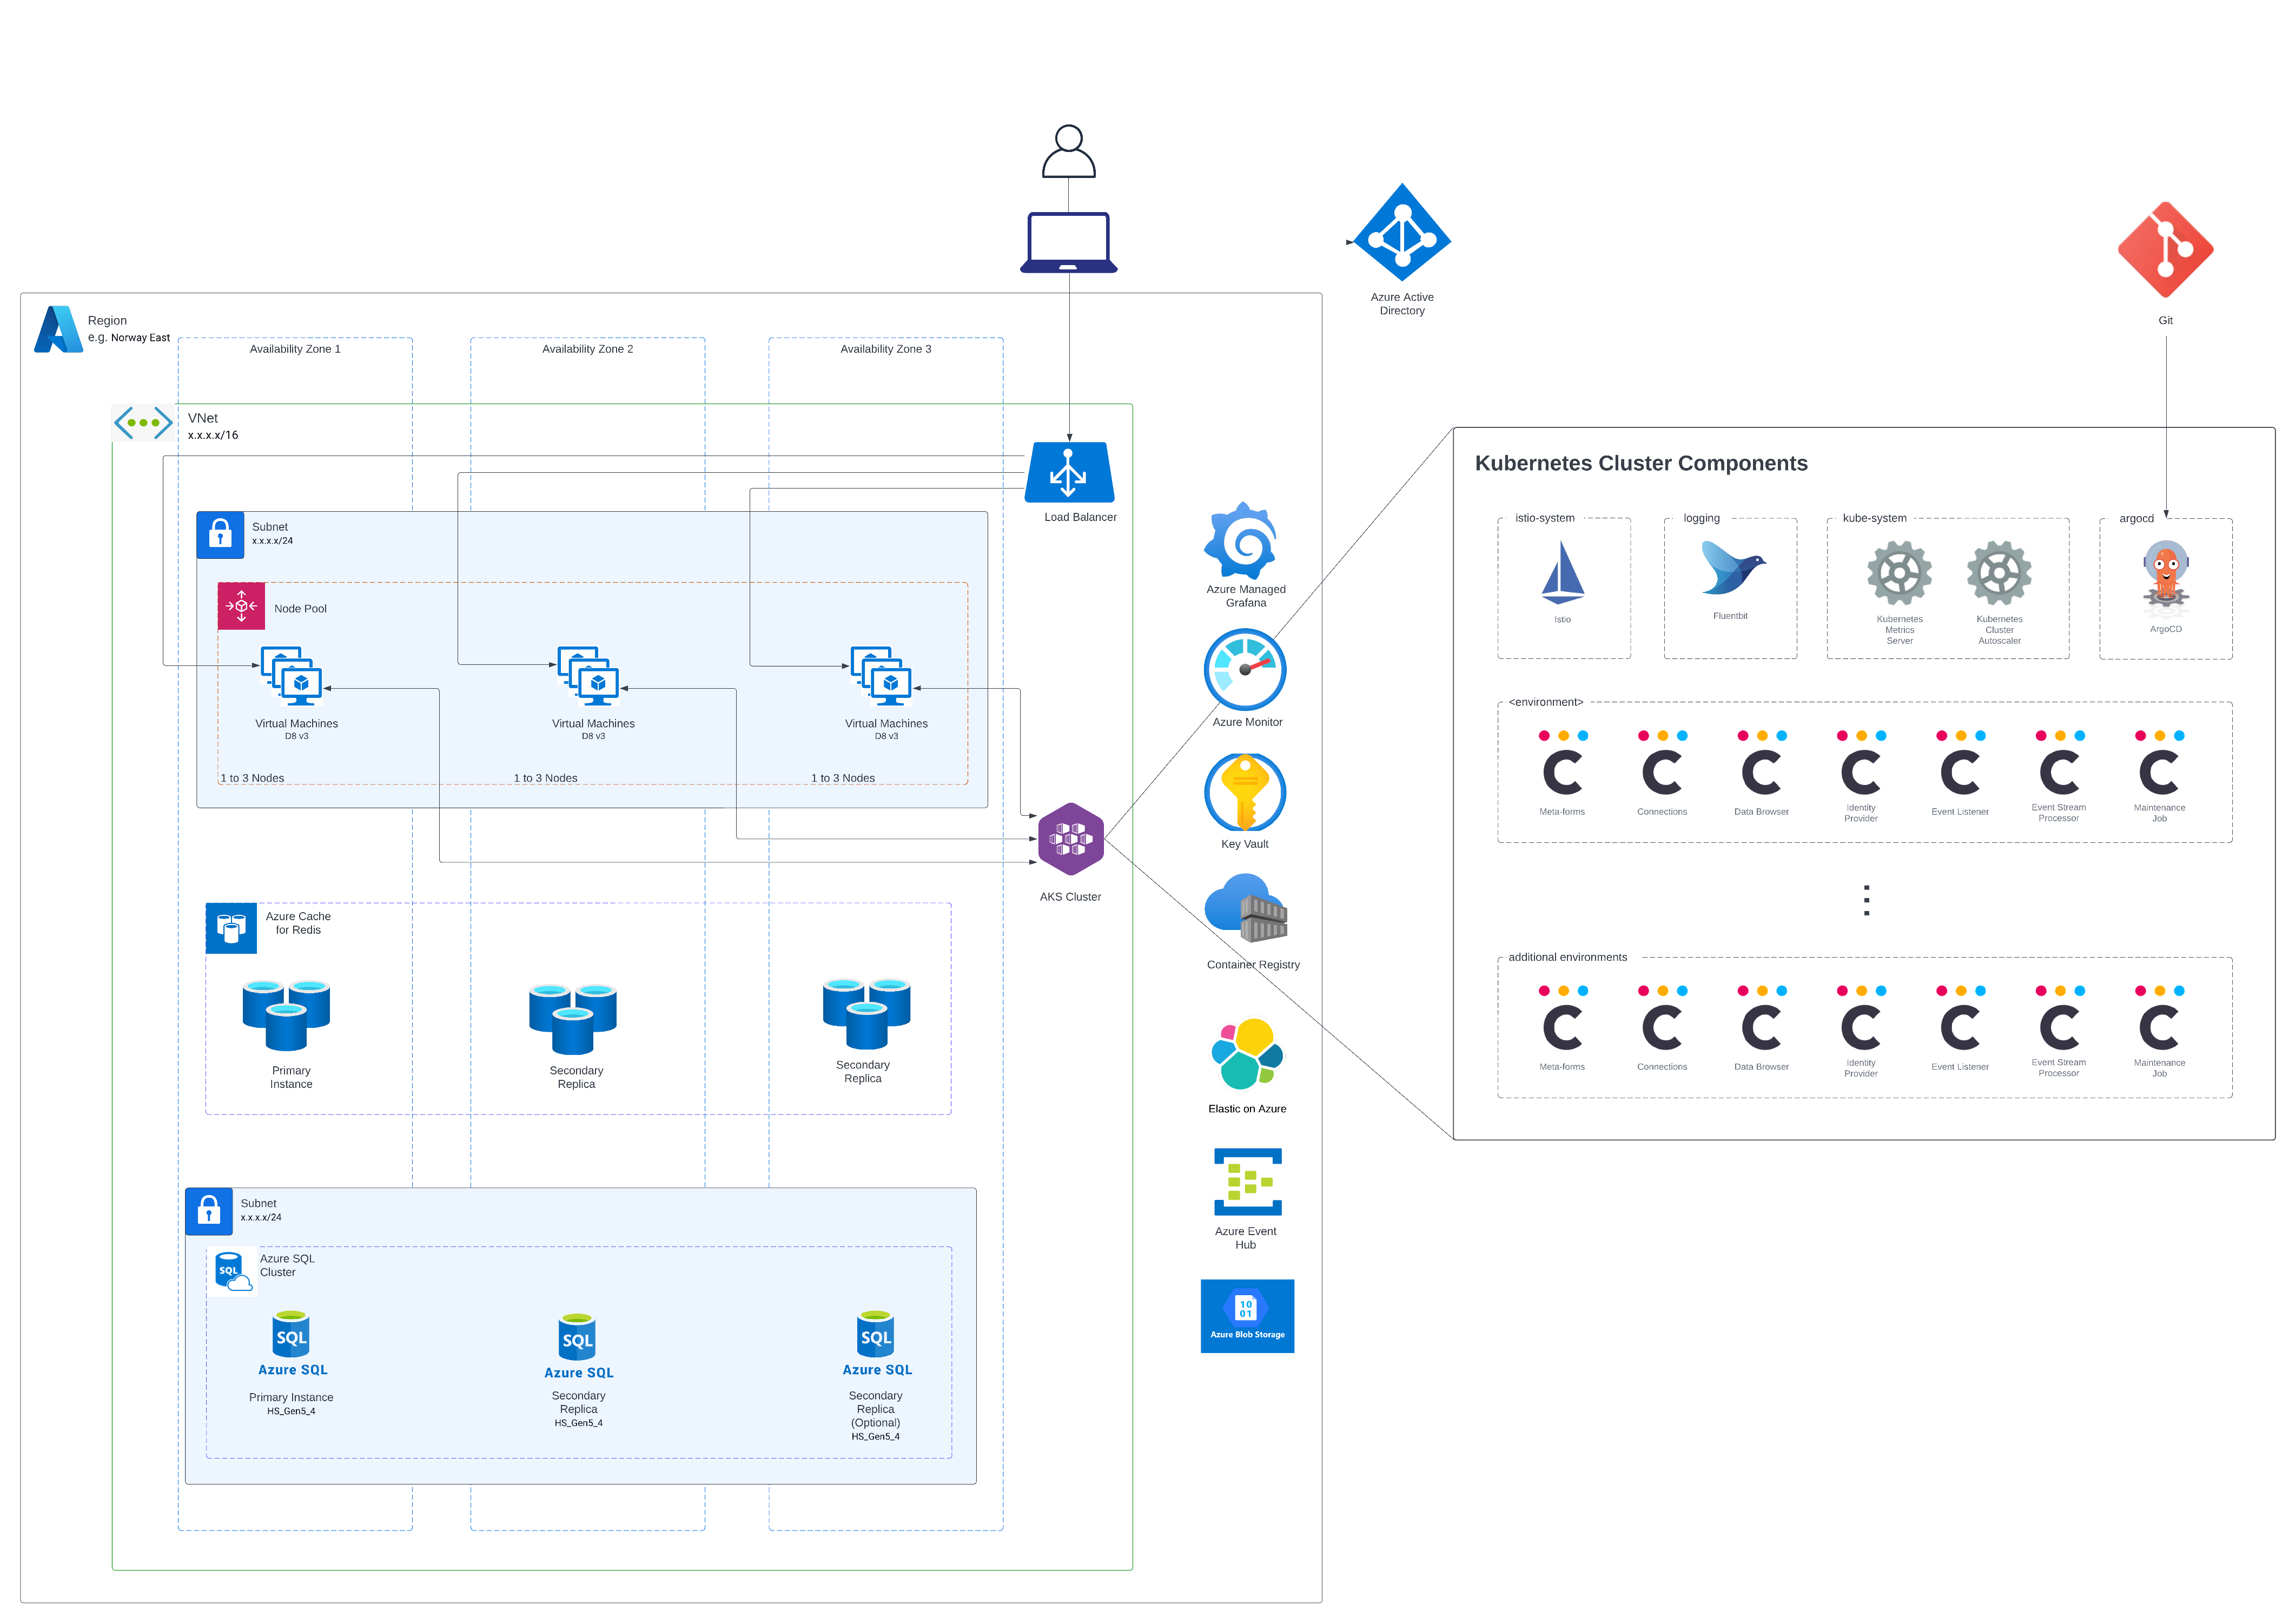 Azure Active
Directory
Git
Region
e.g. Norway East
Availability Zone 1
Availability Zone 2
Availability Zone 3
VNet
x.x.x.x/16
Load Balancer
Subnet
x.x.x.x/24
Node Pool
Virtual Machines
D8 v3
Virtual Machines
D8 v3
Virtual Machines
D8 v3
1 to 3 Nodes
1 to 3 Nodes
1 to 3 Nodes
AKS Cluster
Azure Cache
for Redis
Primary
Instance
Secondary
Replica
Secondary
Replica
Subnet
x.x.x.x/24
Azure SQL
Cluster
SQL
SQL
Azure SQL
Primary Instance
HS_Gen5_4
SQL
Azure SQL
Secondary
Replica
HS_Gen5_4
SQL
Azure SQL
Secondary
Replica
(Optional)
HS_Gen5_4
Azure Managed
Grafana
Azure Monitor
Key Vault
Container Registry
Elastic on Azure
Azure Event
Hub
10
01
Azure Blob Storage
Kubernetes Cluster Components
istio-system
Istio
logging
Fluentbit
kube-system
Kubernetes
Metrics
Server
Kubernetes
Cluster
Autoscaler
argocd
ArgoCD
<environment>
Meta-forms
Connections
Data Browser
Identity
Provider
Event Listener
Event Stream
Processor
Maintenance
Job
additional environments
Meta-forms
Connections
Data Browser
Identity
Provider
Event Listener
Event Stream
Processor
Maintenance
Job